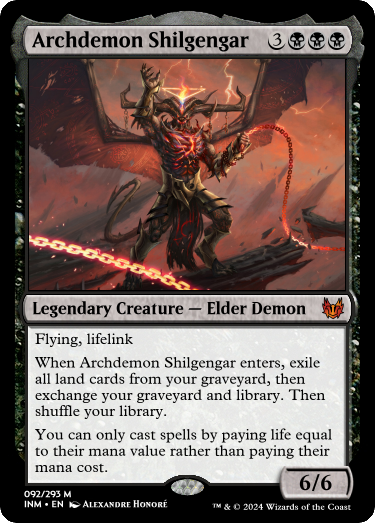 Archdemon Shilgengar 3
Legendary Creature — Elder Demon
Flying, lifelink
When Archdemon Shilgengar enters, exile
all land cards from your graveyard, then
exchange your graveyard and library. Then
shuffle your library.
You can only cast spells by paying life equal
to their mana value rather than paying their
mana cost.
6/6
092/293 M
INM • EN Alexandre Honoré
™ & © 2024 Wizards of the Coast